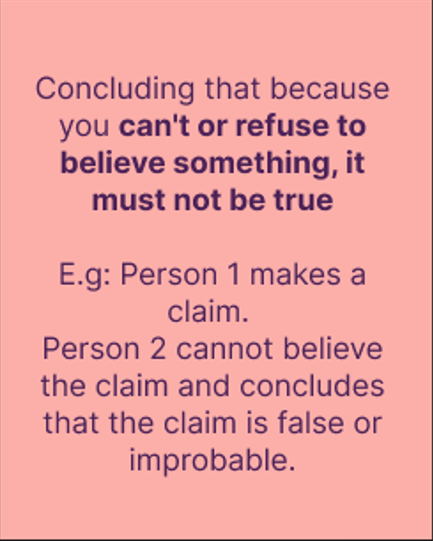 Concluding that because
you can't or refuse to
believe something, it
must not be true
E.g: Person 1 makes a
claim.
Person 2 cannot believe
the claim and concludes
that the claim is false or
improbable.